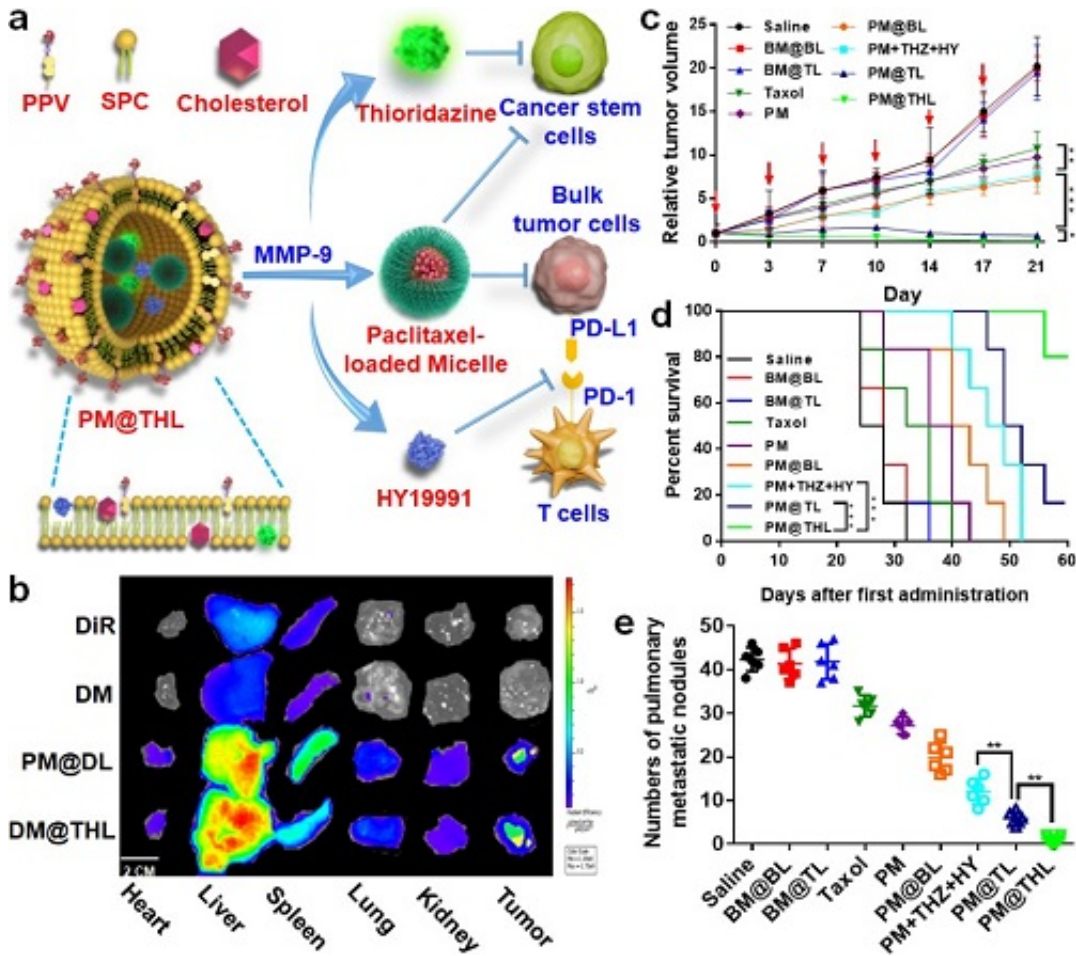 a
PPV
SPC
Cholesterol
Thioridazine
Cancer stem
cells
MMP-9
Bulk
tumor cells
Paclitaxel-
loaded Micelle
PD-L1
PD-1
PM@THL
HY19991
T cells
b
DiR
DM
PM@DL
DM@THL
2 CM
Heart
Liver
Spleen
Lung
Kidney
Tumor
c
Relative tumor volume
25
20
15
10
5
0
Saline
BM@BL
BM@TL
Taxol
PM
PM@BL
PM+THZ+HY
PM@TL
PM@THL
0 3 7 10 14 17 21
Day
d
Percent survival
100
80
60
40
20
0
Saline
BM@BL
BM@TL
Taxol
PM
PM@BL
PM+THZ+HY
PM@TL
PM@THL
0 10 20 30 40 50 60
Days after first administration
e
Numbers of pulmonary
metastatic nodules
50
40
30
20
10
0
**
**
Saline
BM@BL
BM@TL
Taxol
PM
PM@BL
PM+THZ+HY
PM@TL
PM@THL